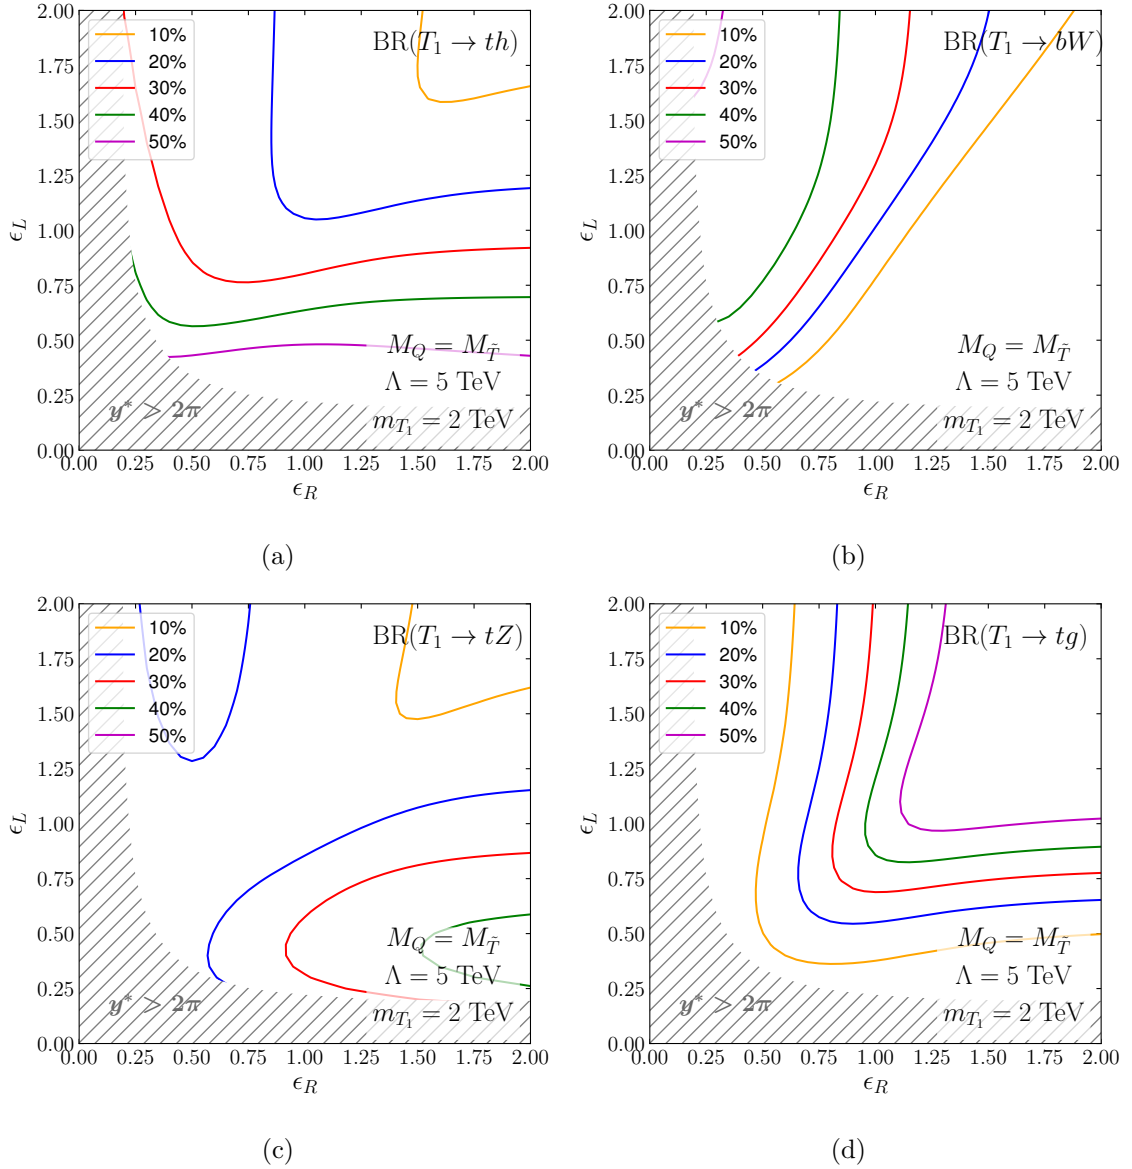 BR(T₁ → th)
10%
20%
30%
40%
50%
M_Q = M_T̃
Λ = 5 TeV
m_{T₁} = 2 TeV
y* > 2π
2.00
1.75
1.50
1.25
1.00
0.75
0.50
0.25
0.00
ϵ_L
0.00 0.25 0.50 0.75 1.00 1.25 1.50 1.75 2.00
ϵ_R
(a)
BR(T₁ → bW)
10%
20%
30%
40%
50%
M_Q = M_T̃
Λ = 5 TeV
m_{T₁} = 2 TeV
y* > 2π
2.00
1.75
1.50
1.25
1.00
0.75
0.50
0.25
0.00
ϵ_L
0.00 0.25 0.50 0.75 1.00 1.25 1.50 1.75 2.00
ϵ_R
(b)
BR(T₁ → tZ)
10%
20%
30%
40%
50%
M_Q = M_T̃
Λ = 5 TeV
m_{T₁} = 2 TeV
y* > 2π
2.00
1.75
1.50
1.25
1.00
0.75
0.50
0.25
0.00
ϵ_L
0.00 0.25 0.50 0.75 1.00 1.25 1.50 1.75 2.00
ϵ_R
(c)
BR(T₁ → tg)
10%
20%
30%
40%
50%
M_Q = M_T̃
Λ = 5 TeV
m_{T₁} = 2 TeV
y* > 2π
2.00
1.75
1.50
1.25
1.00
0.75
0.50
0.25
0.00
ϵ_L
0.00 0.25 0.50 0.75 1.00 1.25 1.50 1.75 2.00
ϵ_R
(d)